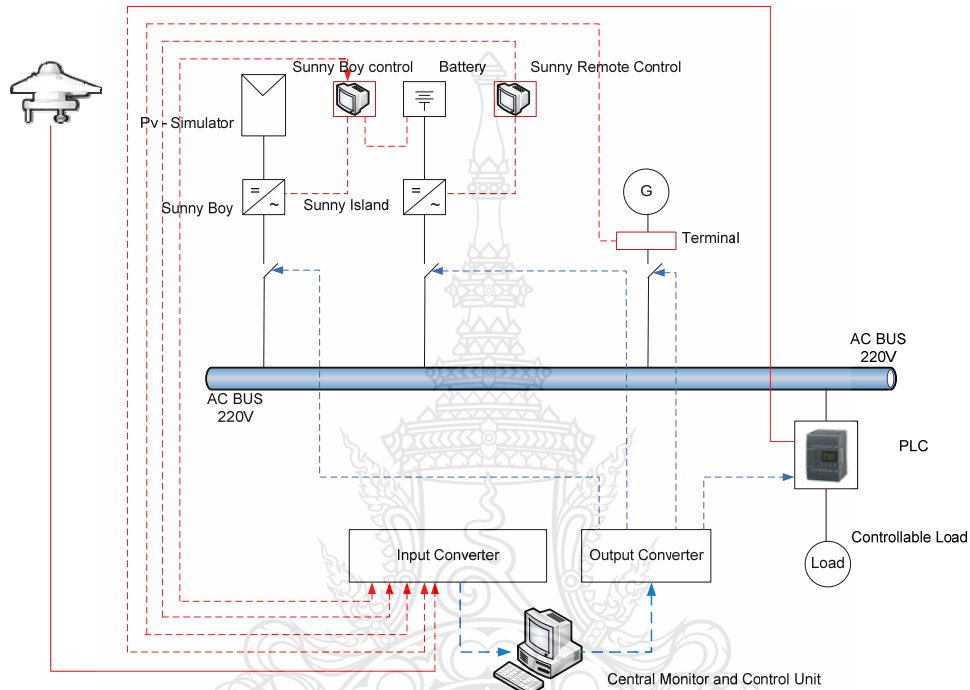 Sunny Boy control
Battery
Sunny Remote Control
Pv - Simulator
G
Sunny Boy
=
~
Sunny Island
=
~
Terminal
AC BUS
220V
AC BUS
220V
PLC
Input Converter
Output Converter
Controllable Load
Load
Central Monitor and Control Unit